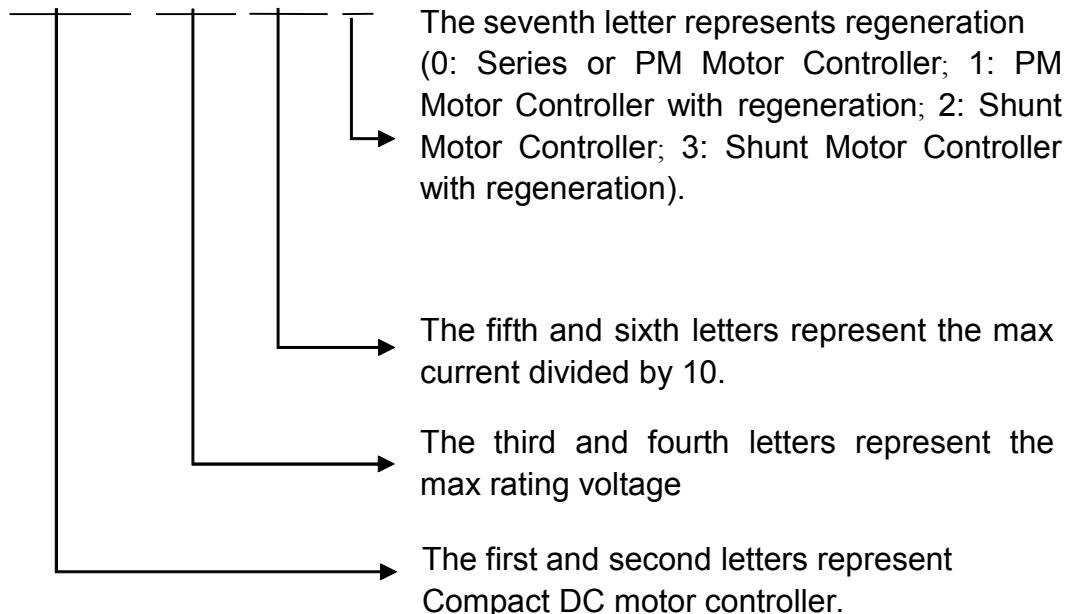 The seventh letter represents regeneration
(0: Series or PM Motor Controller; 1: PM
Motor Controller with regeneration; 2: Shunt
Motor Controller; 3: Shunt Motor Controller
with regeneration).
The fifth and sixth letters represent the max
current divided by 10.
The third and fourth letters represent the
max rating voltage
The first and second letters represent
Compact DC motor controller.